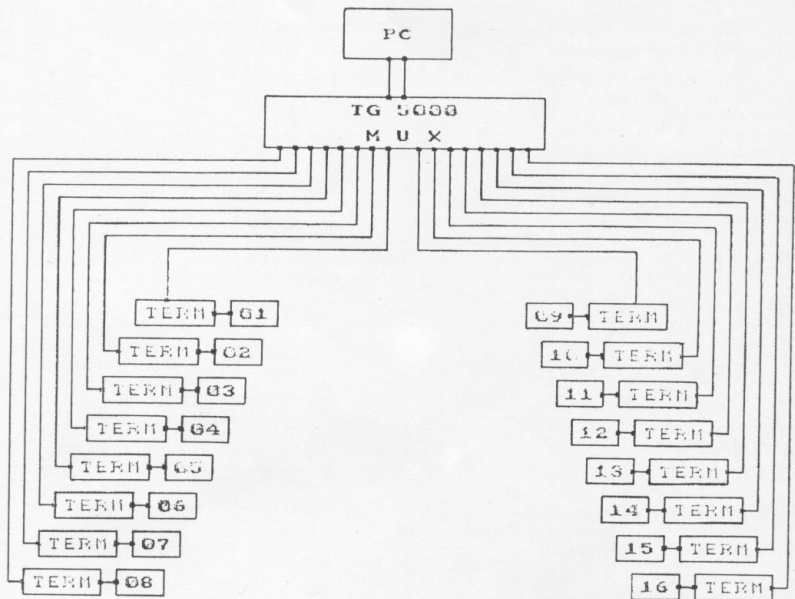 PC
TG 5000
M U X
TERM 01
09 TERM
TERM 02
10 TERM
TERM 03
11 TERM
TERM 04
12 TERM
TERM 05
13 TERM
TERM 06
14 TERM
TERM 07
15 TERM
TERM 08
16 TERM